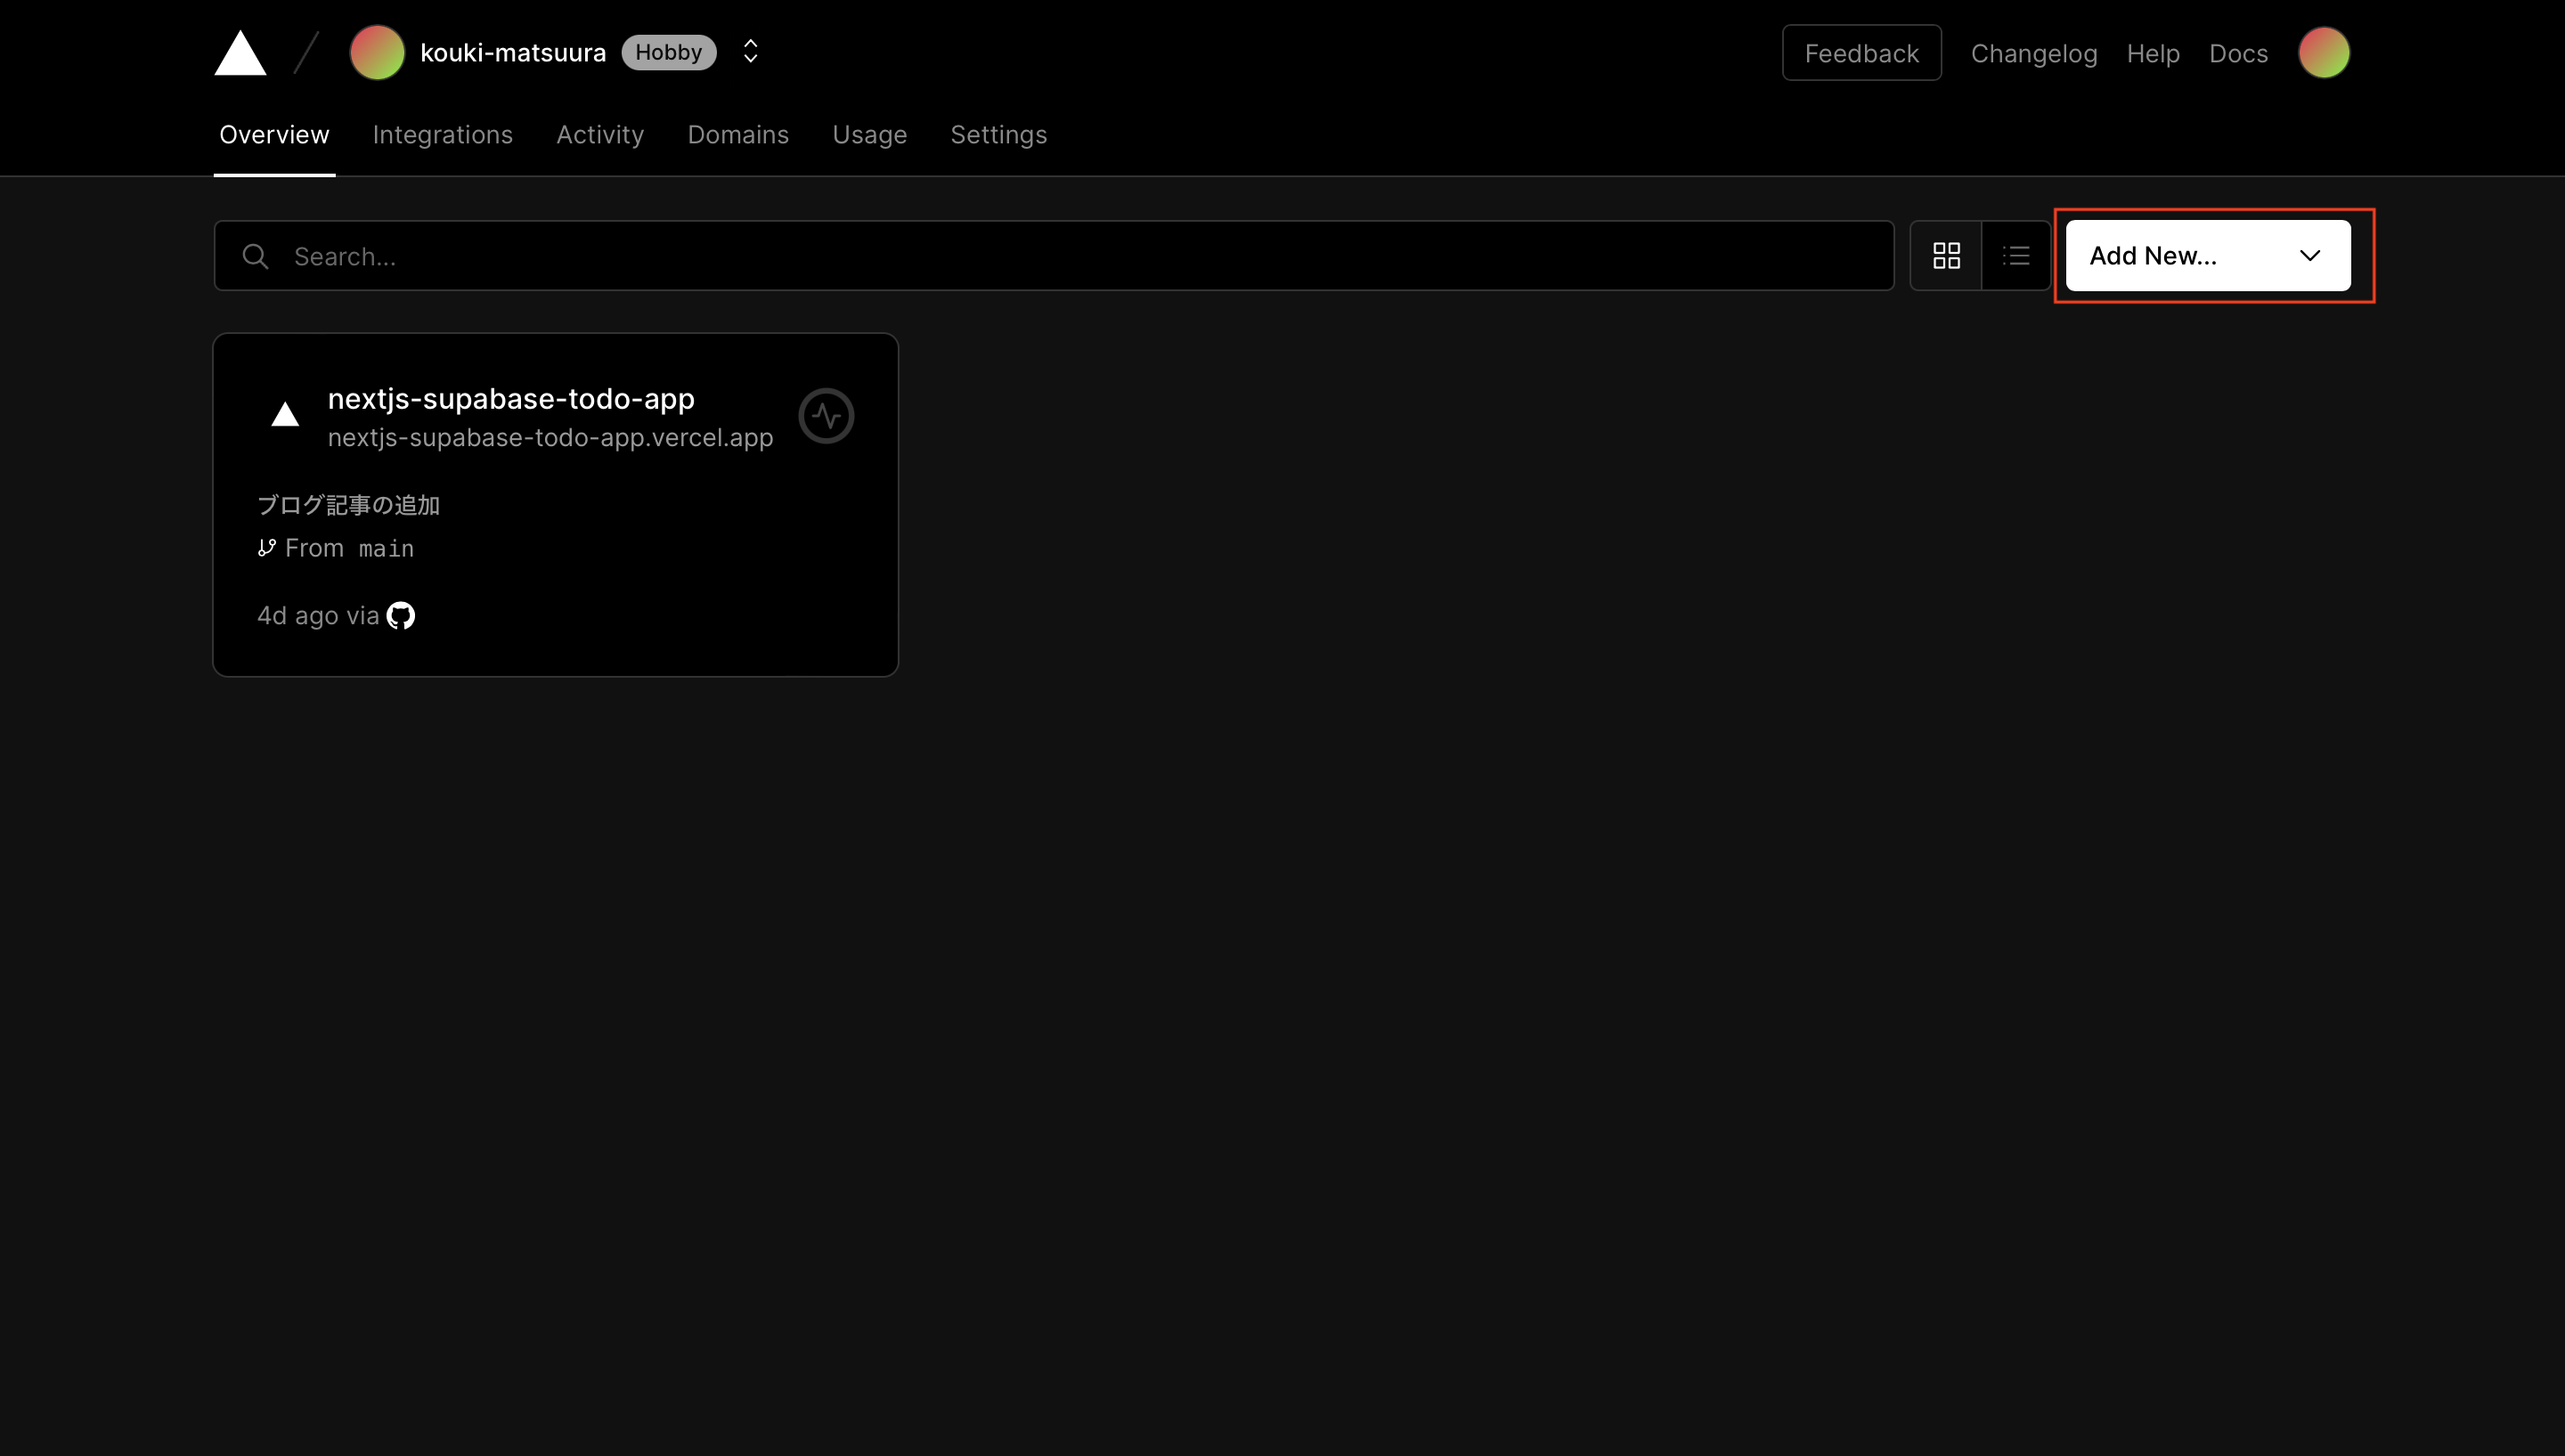 kouki-matsuura Hobby
Feedback Changelog Help Docs
Overview Integrations Activity Domains Usage Settings
Search...
Add New...
nextjs-supabase-todo-app
nextjs-supabase-todo-app.vercel.app
ブログ記事の追加
From main
4d ago via